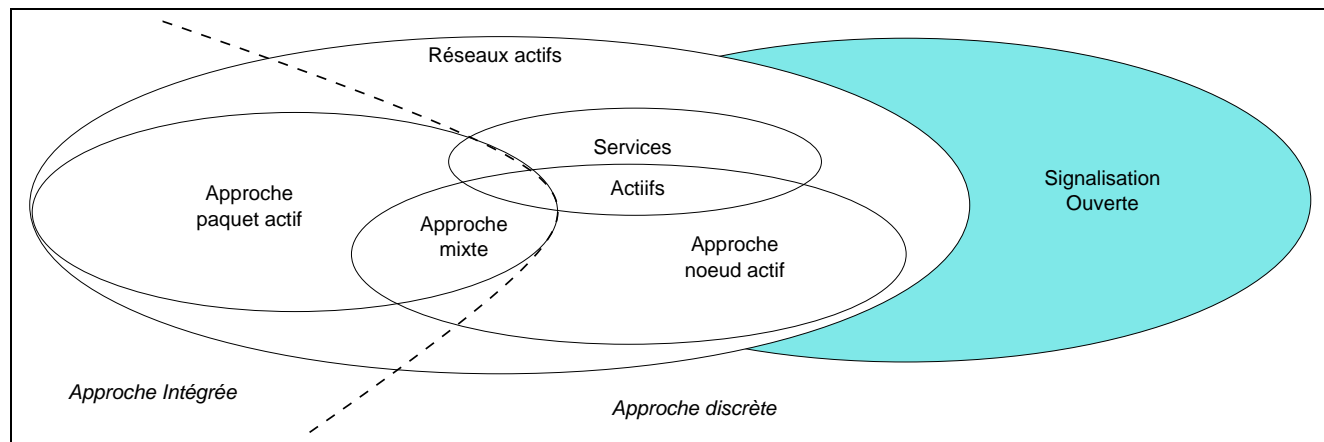 Réseaux actifs
Services
Actiifs
Approche
paquet actif
Approche
mixte
Approche
noeud actif
Signalisation
Ouverte
Approche Intégrée
Approche discrète